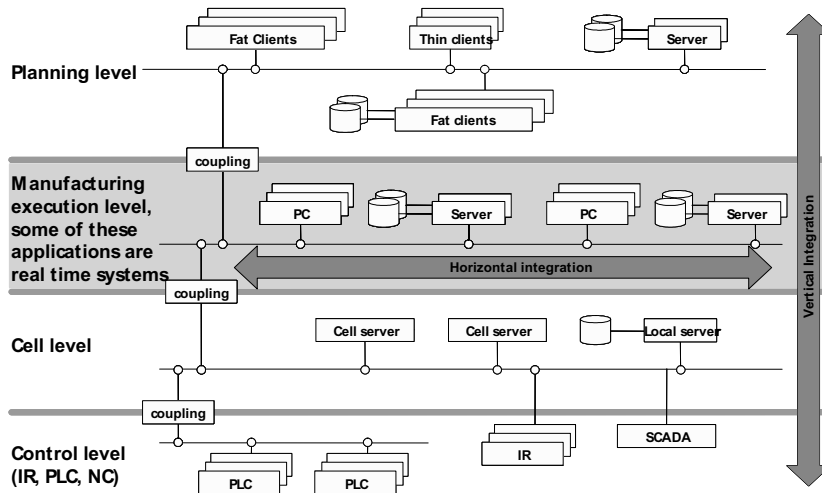 Fat Clients
Thin clients
Server
Planning level
Fat clients
coupling
Manufacturing
execution level,
some of these
applications are
real time systems
PC
Server
PC
Server
Horizontal integration
Vertical Integration
coupling
Cell server
Cell server
Local server
Cell level
coupling
Control level
(IR, PLC, NC)
PLC
PLC
IR
SCADA